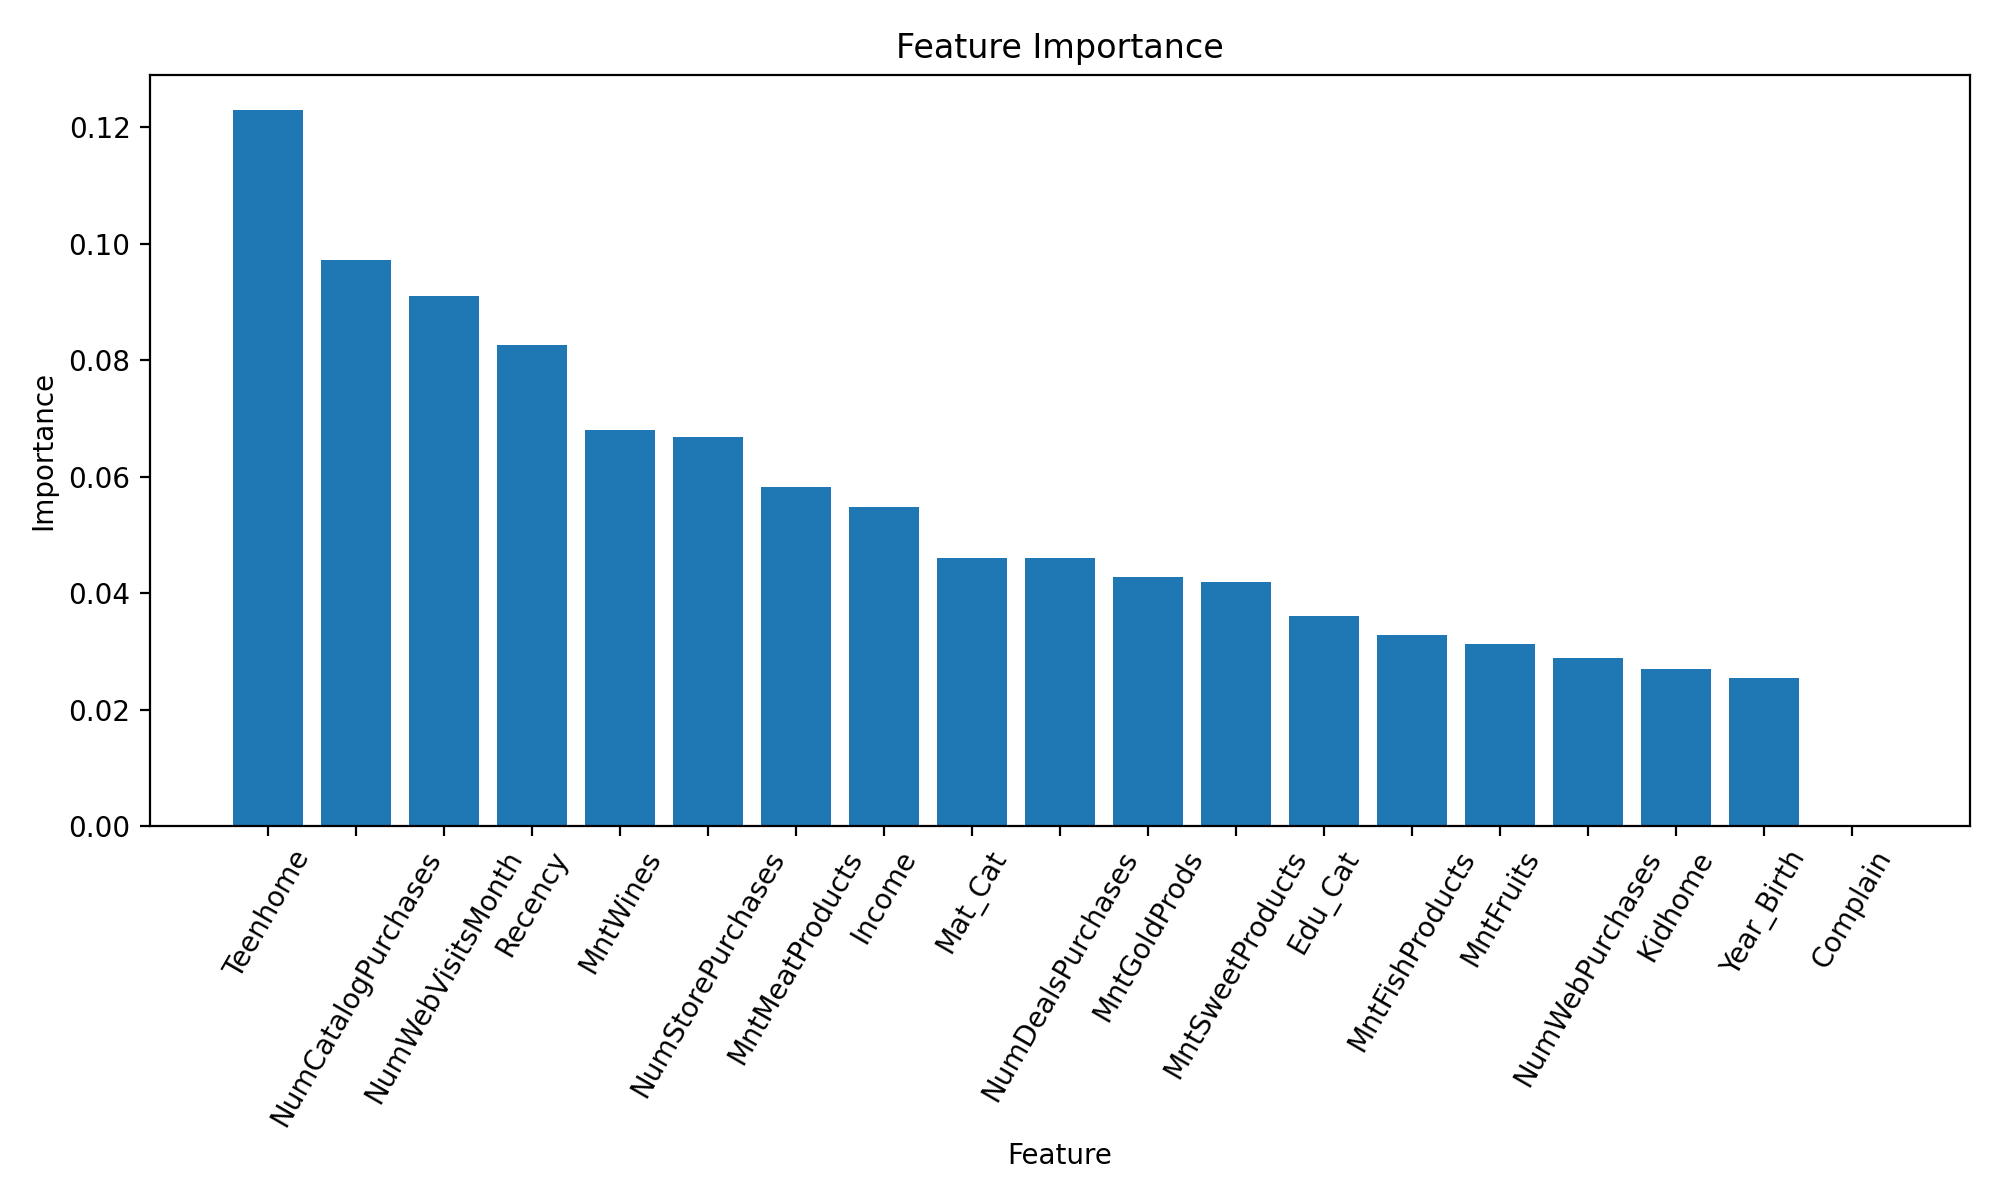 Feature Importance
0.12
0.10
0.08
0.06
0.04
0.02
0.00
Importance
Teenhome
NumCatalogPurchases
NumWebVisitsMonth
Recency
MntWines
NumStorePurchases
MntMeatProducts
Income
Mat_Cat
NumDealsPurchases
MntGoldProds
MntSweetProducts
Edu_Cat
MntFishProducts
MntFruits
NumWebPurchases
Kidhome
Year_Birth
Complain
Feature